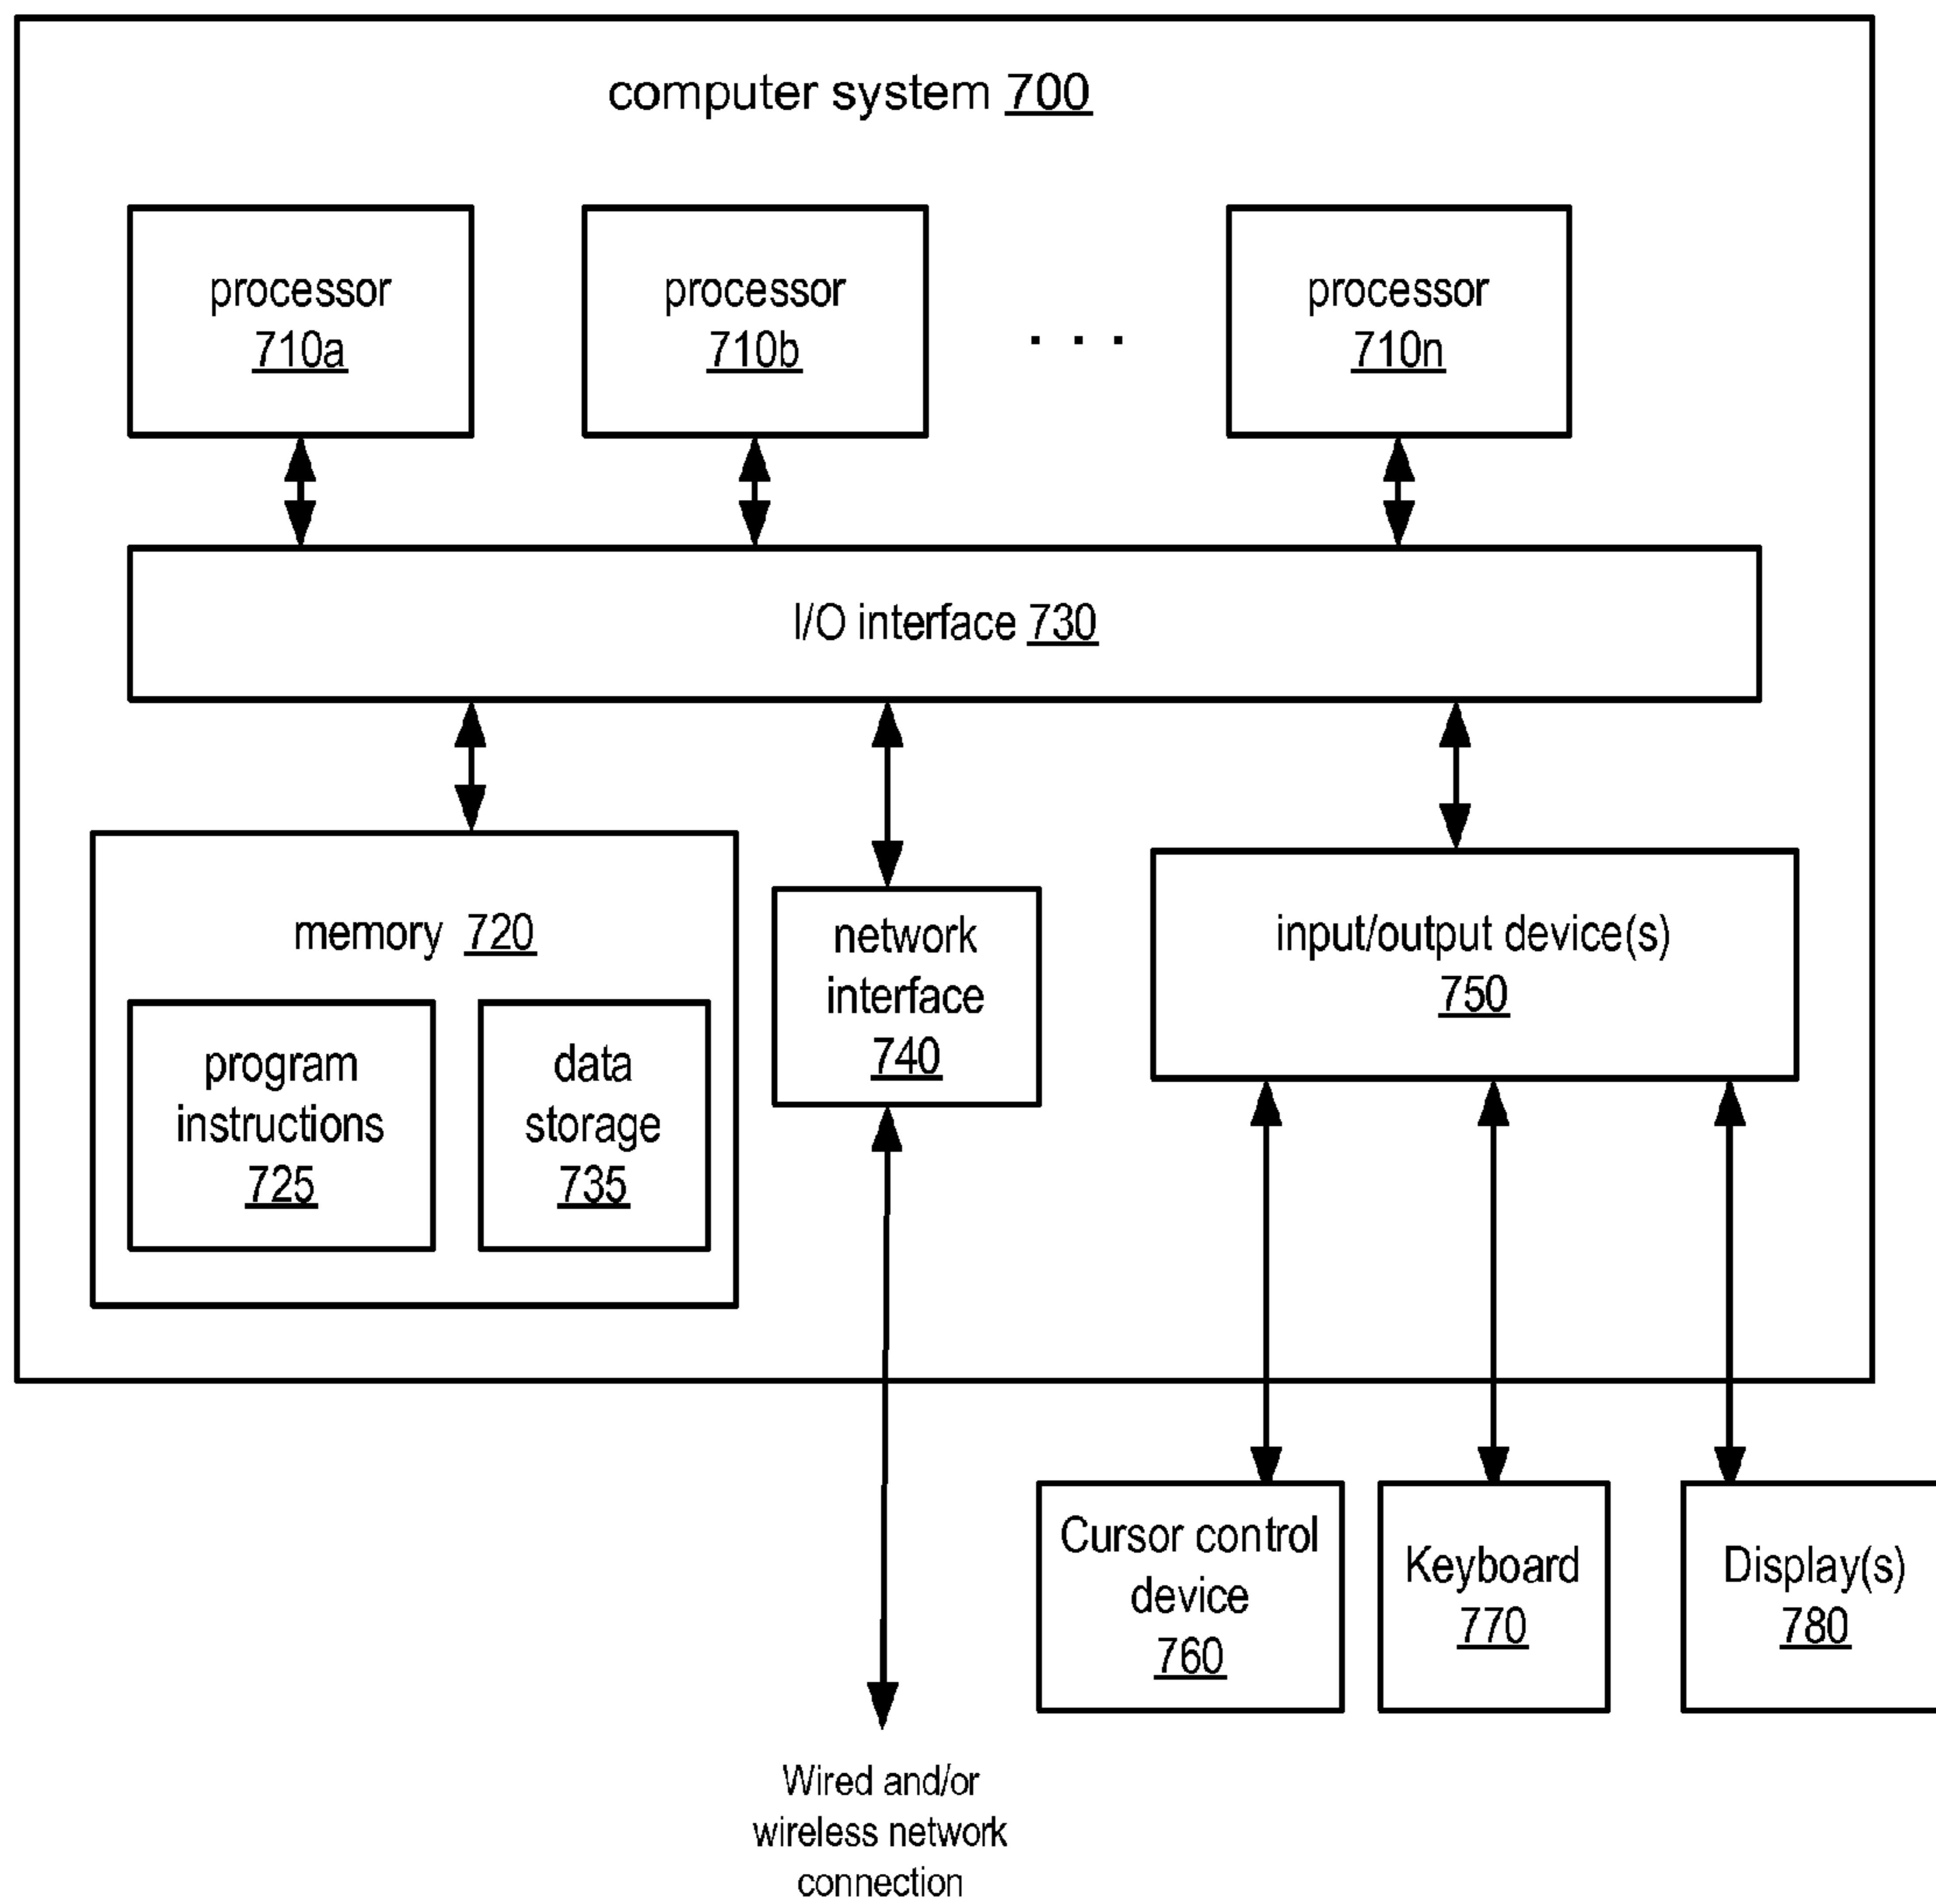 computer system 700
processor
710a
processor
710b
. . .
processor
710n
I/O interface 730
memory 720
program
instructions
725
data
storage
735
network
interface
740
input/output device(s)
750
Cursor control
device
760
Keyboard
770
Display(s)
780
Wired and/or
wireless network
connection